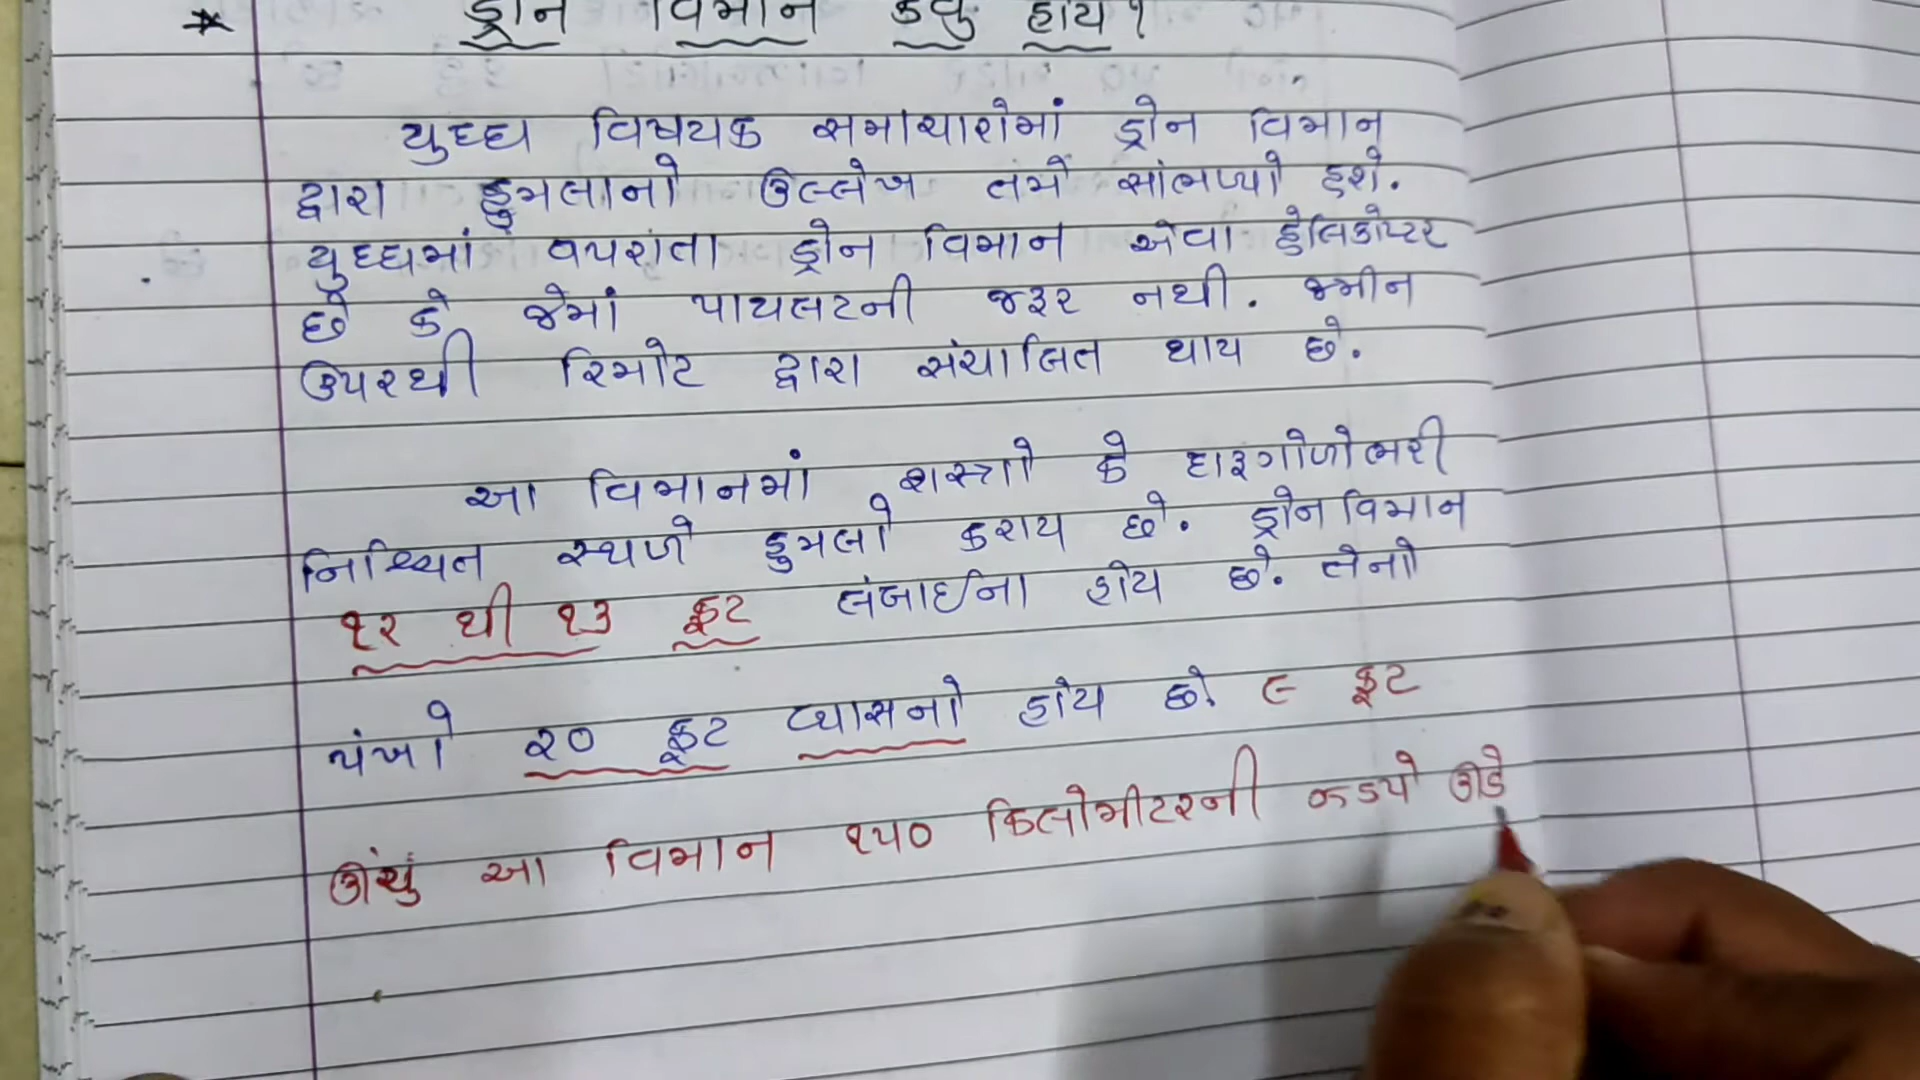 * ડ્રોન વિમાન કેવું હોય ?
યુધ્ધ વિષયક સમાચારોમાં ડ્રોન વિમાન
દ્વારા હુમલાનો ઉલ્લેખ તમે સાંભળ્યો હશે.
યુધ્ધમાં વપરાતા ડ્રોન વિમાન એવા હેલિકોપ્ટર
છે કે જેમાં પાયલટની જરૂર નથી. જમીન
ઉપરથી રિમોટ દ્વારા સંચાલિત થાય છે.
આ વિમાનમાં શસ્ત્રો કે દારૂગોળો ભરી
નિશ્ચિત સ્થળે હુમલો કરાય છે. ડ્રોન વિમાન
૧૨ થી ૧૩ ફૂટ લંબાઈના હોય છે. તેનો
પંખો ૨૦ ફૂટ વ્યાસનો હોય છે. ૯ ફૂટ
ઊંચું આ વિમાન ૧૫૦ કિલોમીટરની ઝડપે ઊડે